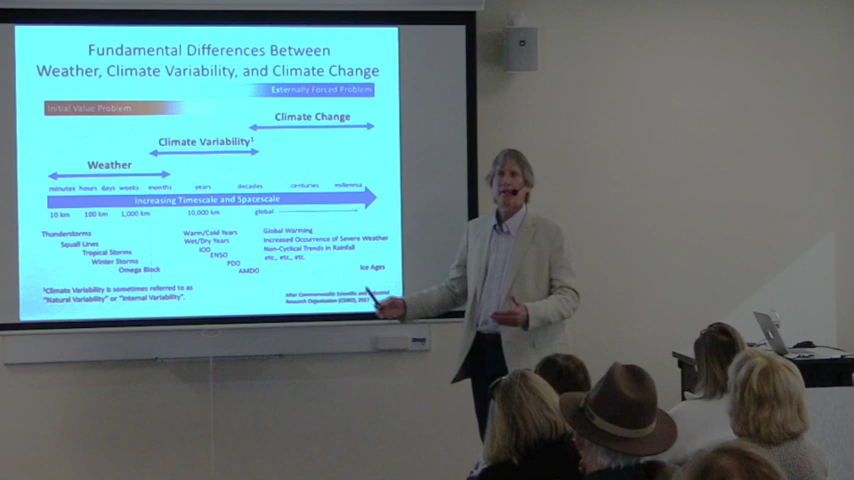 Fundamental Differences Between
Weather, Climate Variability, and Climate Change
Externally Forced Problem
Initial Value Problem
Climate Change
Climate Variability¹
Weather
minutes hours days weeks months years decades centuries millennia
Increasing Timescale and Spacescale
10 km 100 km 1,000 km 10,000 km global
Thunderstorms
Squall Lines
Tropical Storms
Winter Storms
Omega Block
Warm/Cold Years
Wet/Dry Years
IOD
ENSO
PDO
AMDO
Global Warming
Increased Occurrence of Severe Weather
Non-Cyclical Trends in Rainfall
etc., etc., etc.
Ice Ages
¹Climate Variability is sometimes referred to as
"Natural Variability" or "Internal Variability".
After Commonwealth Scientific and Industrial
Research Organization (CSIRO),